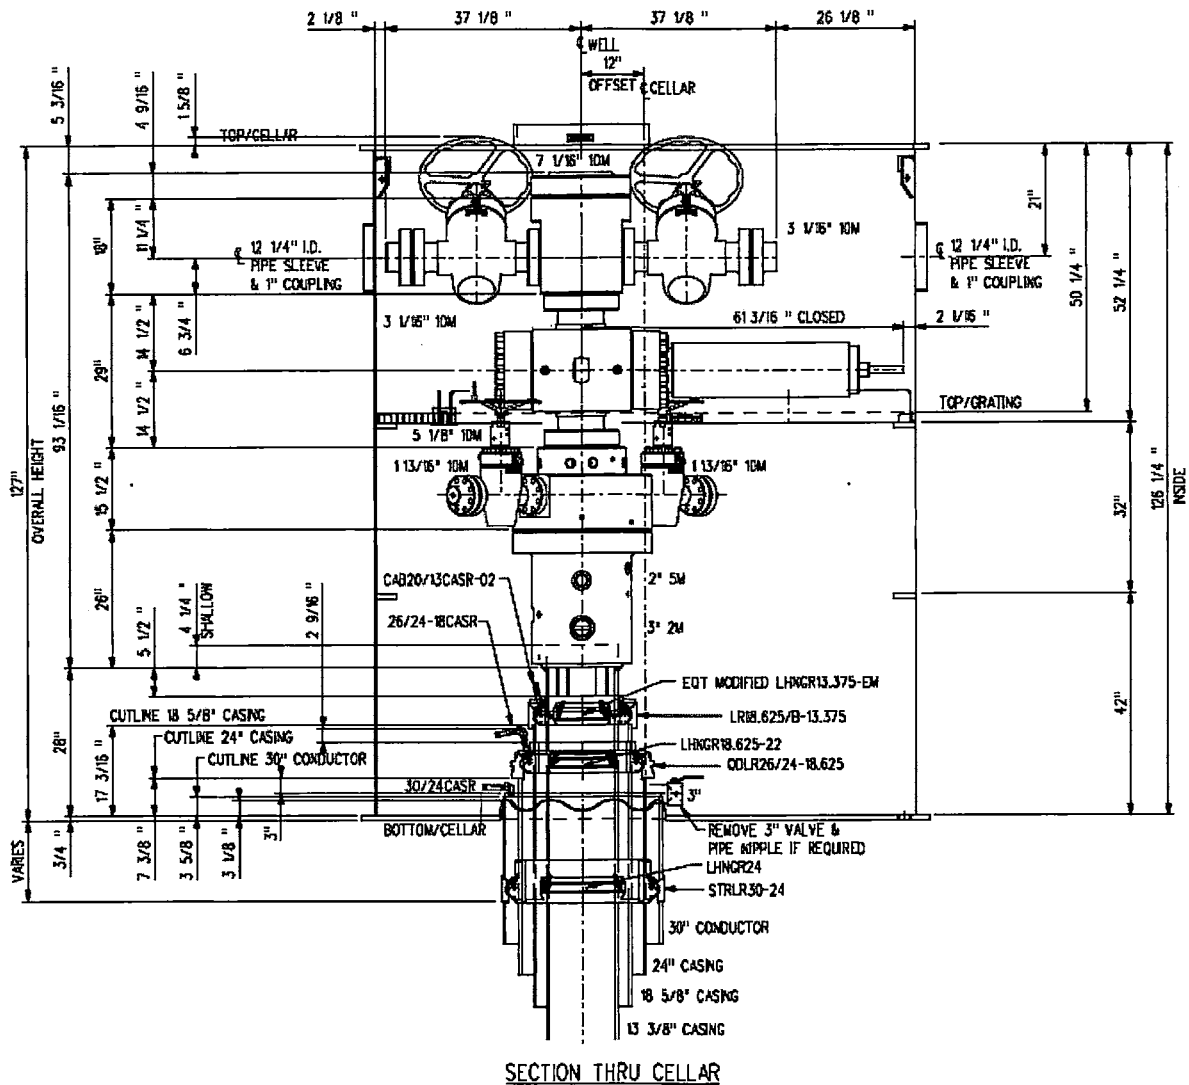 2 1/8 "
37 1/8 "
37 1/8 "
26 1/8 "
℄ WELL
12"
OFFSET
℄ CELLAR
5 3/16 "
4 9/16 "
1 5/8 "
TOP/CELLAR
7 1/16" 10M
3 1/16" 10M
21"
18"
11 1/4 "
℄ 12 1/4" I.D.
PIPE SLEEVE
& 1" COUPLING
℄ 12 1/4" I.D.
PIPE SLEEVE
& 1" COUPLING
50 1/4 "
52 1/4 "
3 1/16" 10M
61 3/16 " CLOSED
2 1/16 "
14 1/2 "
6 3/4 "
29"
14 1/2 "
TOP/GRATING
5 1/8" 10M
93 1/16 "
127"
OVERALL HEIGHT
1 13/16" 10M
1 13/16" 10M
15 1/2 "
32"
126 1/4 "
INSIDE
26"
CAB20/13CASR-02
2" 5M
4 1/4 "
SHALLOW
5 1/2 "
2 9/16 "
26/24-18CASR
3" 2M
EQT MODIFIED LHNGR13.375-EM
CUTLINE 18 5/8" CASING
LR18.625/B-13.375
42"
28"
CUTLINE 24" CASING
LHNGR18.625-22
CUTLINE 30" CONDUCTOR
ODLR26/24-18.625
17 3/16 "
30/24CASR
3"
BOTTOM/CELLAR
REMOVE 3" VALVE &
PIPE NIPPLE IF REQUIRED
VARIES
3/4 "
7 3/8 "
3 5/8 "
3 1/8 "
3"
LHNGR24
STRLR30-24
30" CONDUCTOR
24" CASING
18 5/8" CASING
13 3/8" CASING
SECTION THRU CELLAR